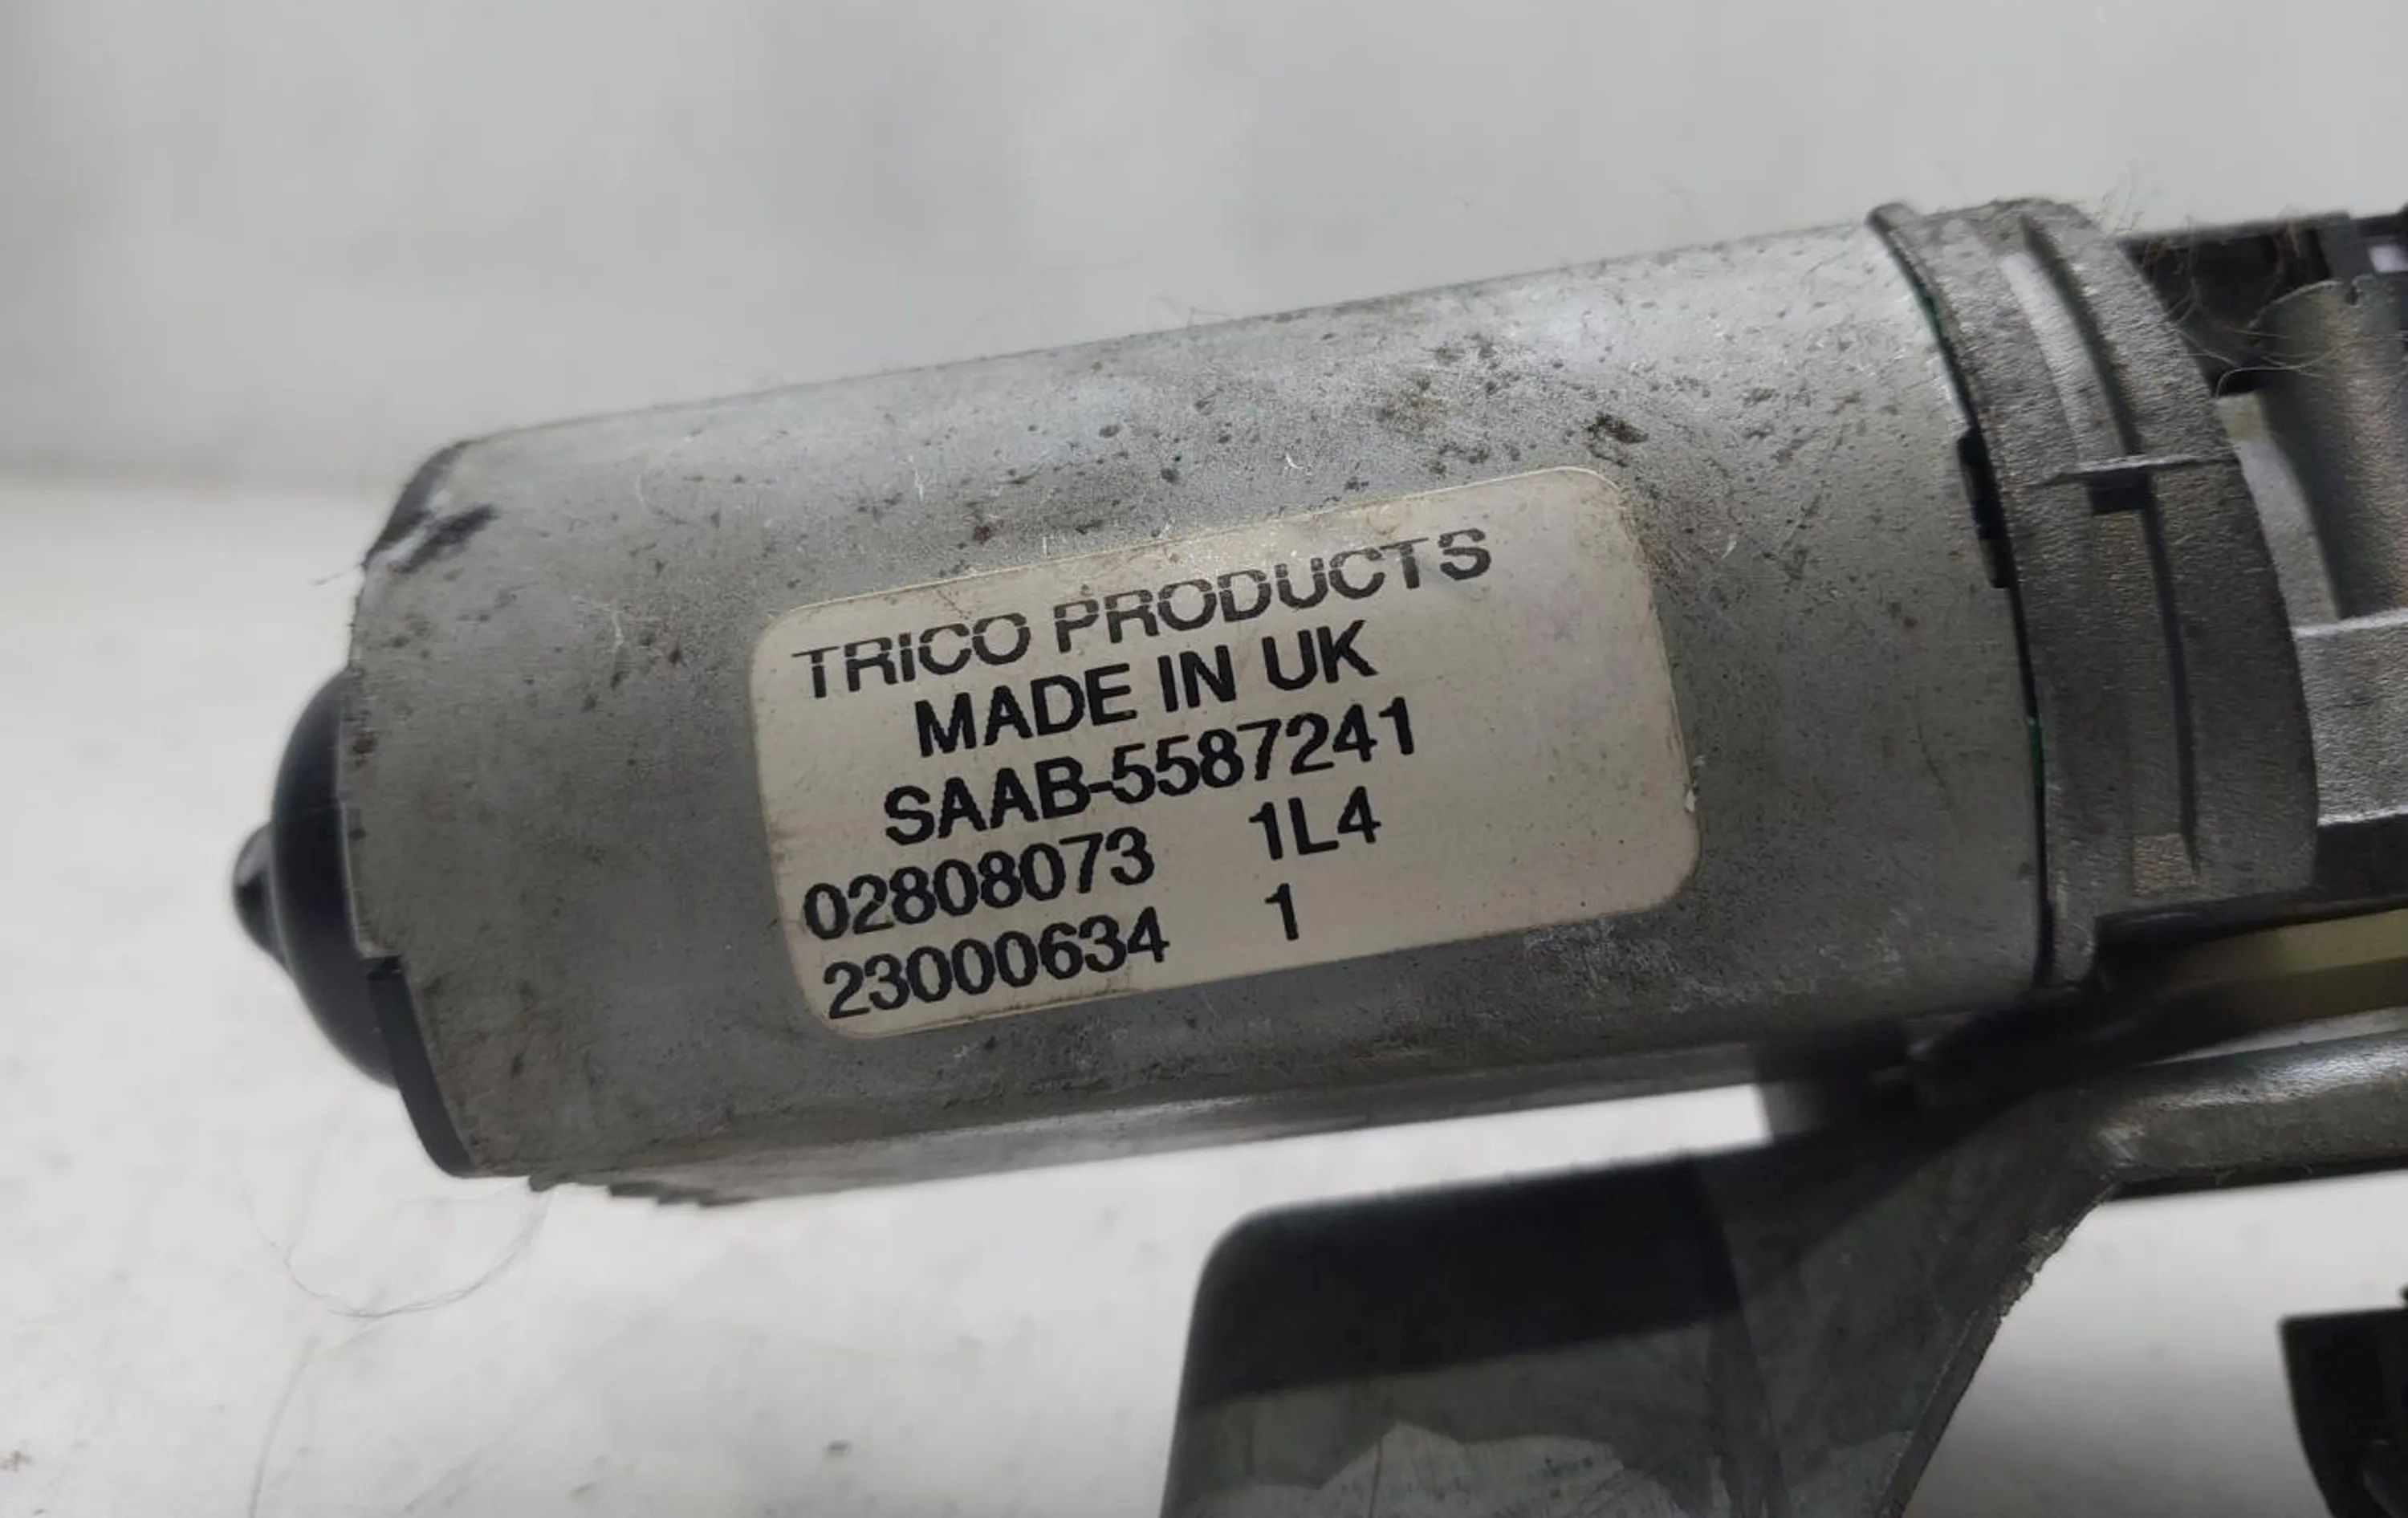 TRICO PRODUCTS
MADE IN UK
SAAB-5587241
02808073 1L4
23000634 1